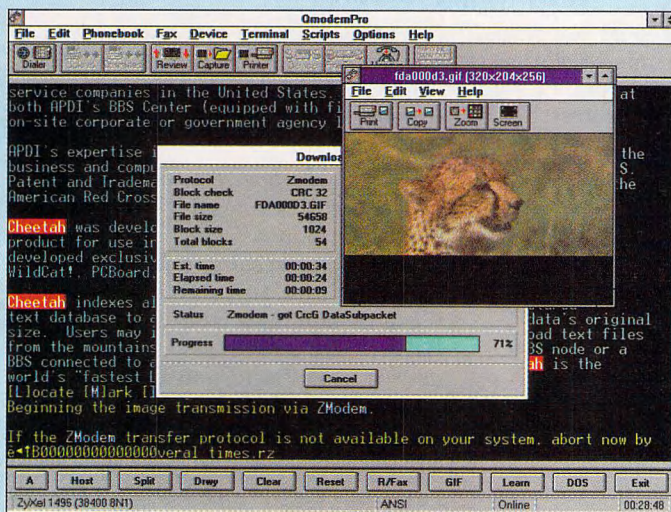 QmodemPro
File Edit Phonebook Fax Device Terminal Scripts Options Help
Dialer Review Capture Printer
service companies in the United States. at
both APDI's BBS Center (equipped with fi
on-site corporate or government agency l
APDI's expertise i the
business and compu S.
Patent and Tradema the
American Red Cross
Cheetah was develo
product for use in
developed exclusiv
WildCat!, PCBoard,
Cheetah indexes al
text database to a data's original
size. Users may i oad text files
from the mountains BS node or a
BBS connected to a ah is the
world's "fastest L
[L]ocate [M]ark []
Beginning the image transmission via ZModem.
If the ZModem transfer protocol is not available on your system, abort now by
veral times.rz
fda000d3.gif (320x204x256)
File Edit View Help
Print Copy Zoom Screen
Downloa
Protocol Zmodem
Block check CRC 32
File name FDA000D3.GIF
File size 54658
Block size 1024
Total blocks 54
Est. time 00:00:34
Elapsed time 00:00:24
Remaining time 00:00:09
Status Zmodem - got CrcG DataSubpacket
Progress 71%
Cancel
A Host Split Drwy Clear Reset R/Fax GIF Learn DOS Exit
ZyXel 1496 (38400 8N1) ANSI Online 00:28:48